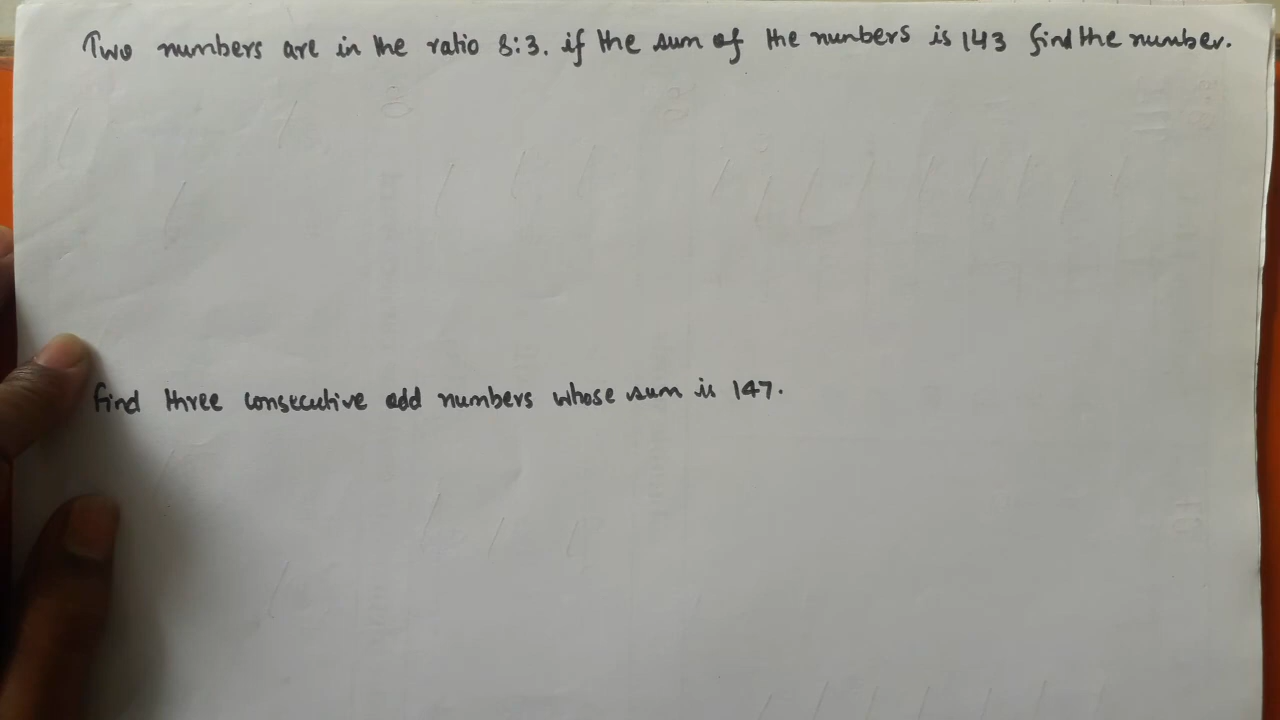 Two numbers are in the ratio 8:3. if the sum of the numbers is 143 find the number.
find three consecutive odd numbers whose sum is 147.